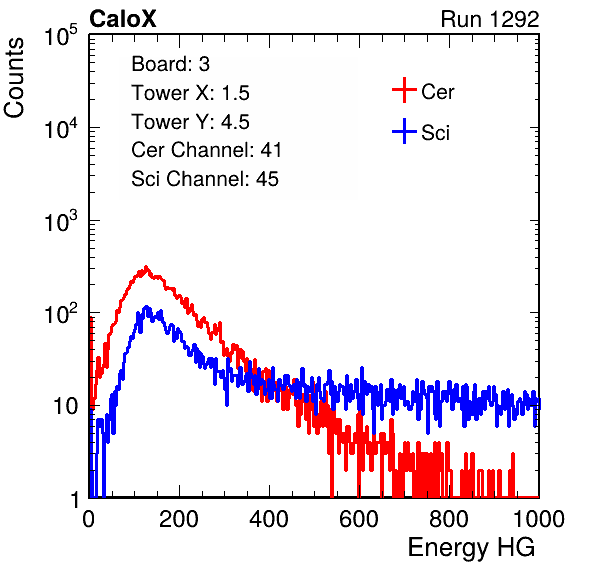 CaloX Run 1292
Counts
10^5
10^4
10^3
10^2
10
1
Board: 3
Tower X: 1.5
Tower Y: 4.5
Cer Channel: 41
Sci Channel: 45
Cer
Sci
0 200 400 600 800 1000
Energy HG